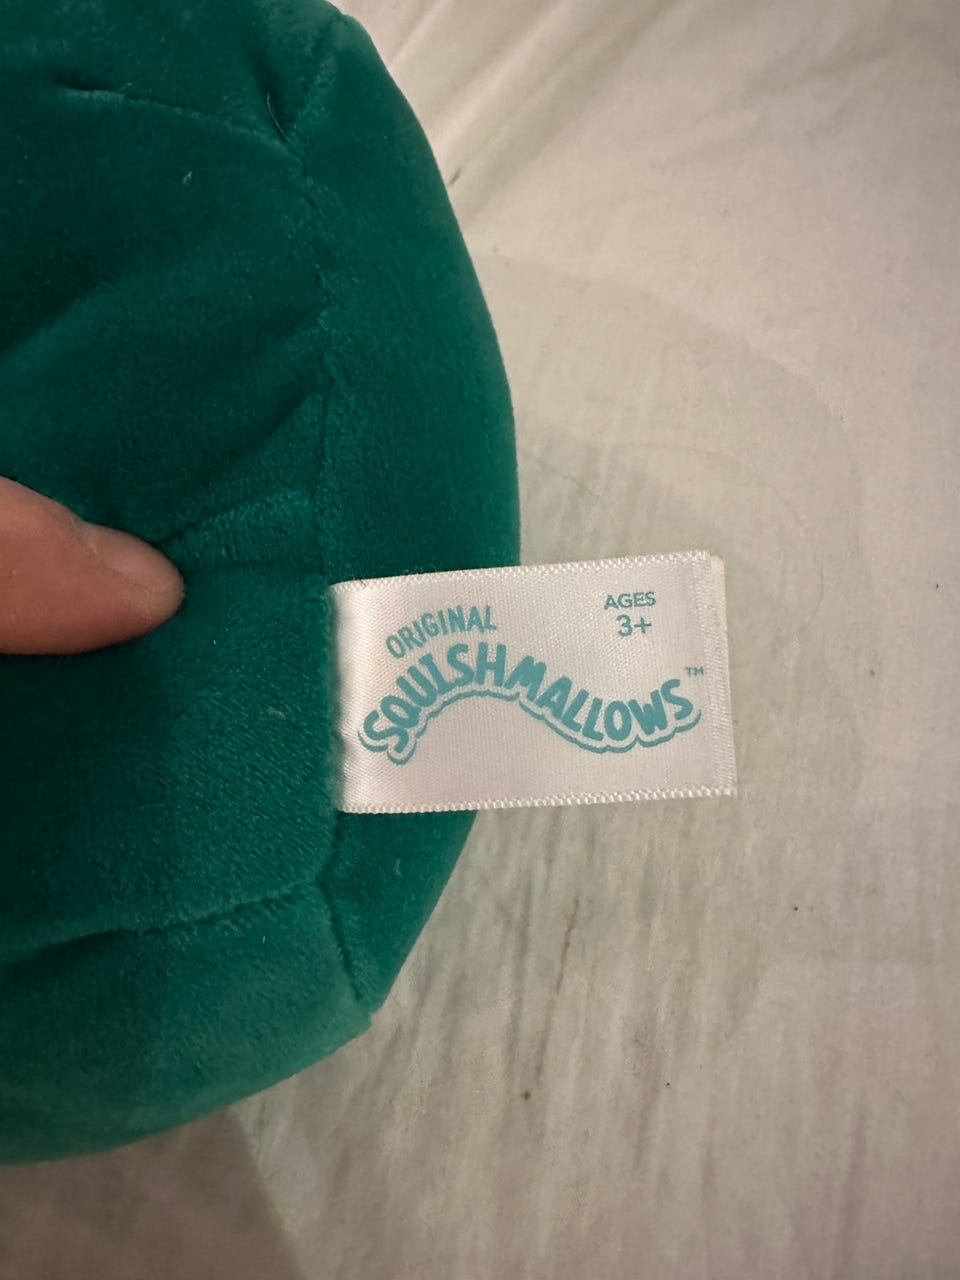 ORIGINAL
SQUISHMALLOWS™
AGES
3+